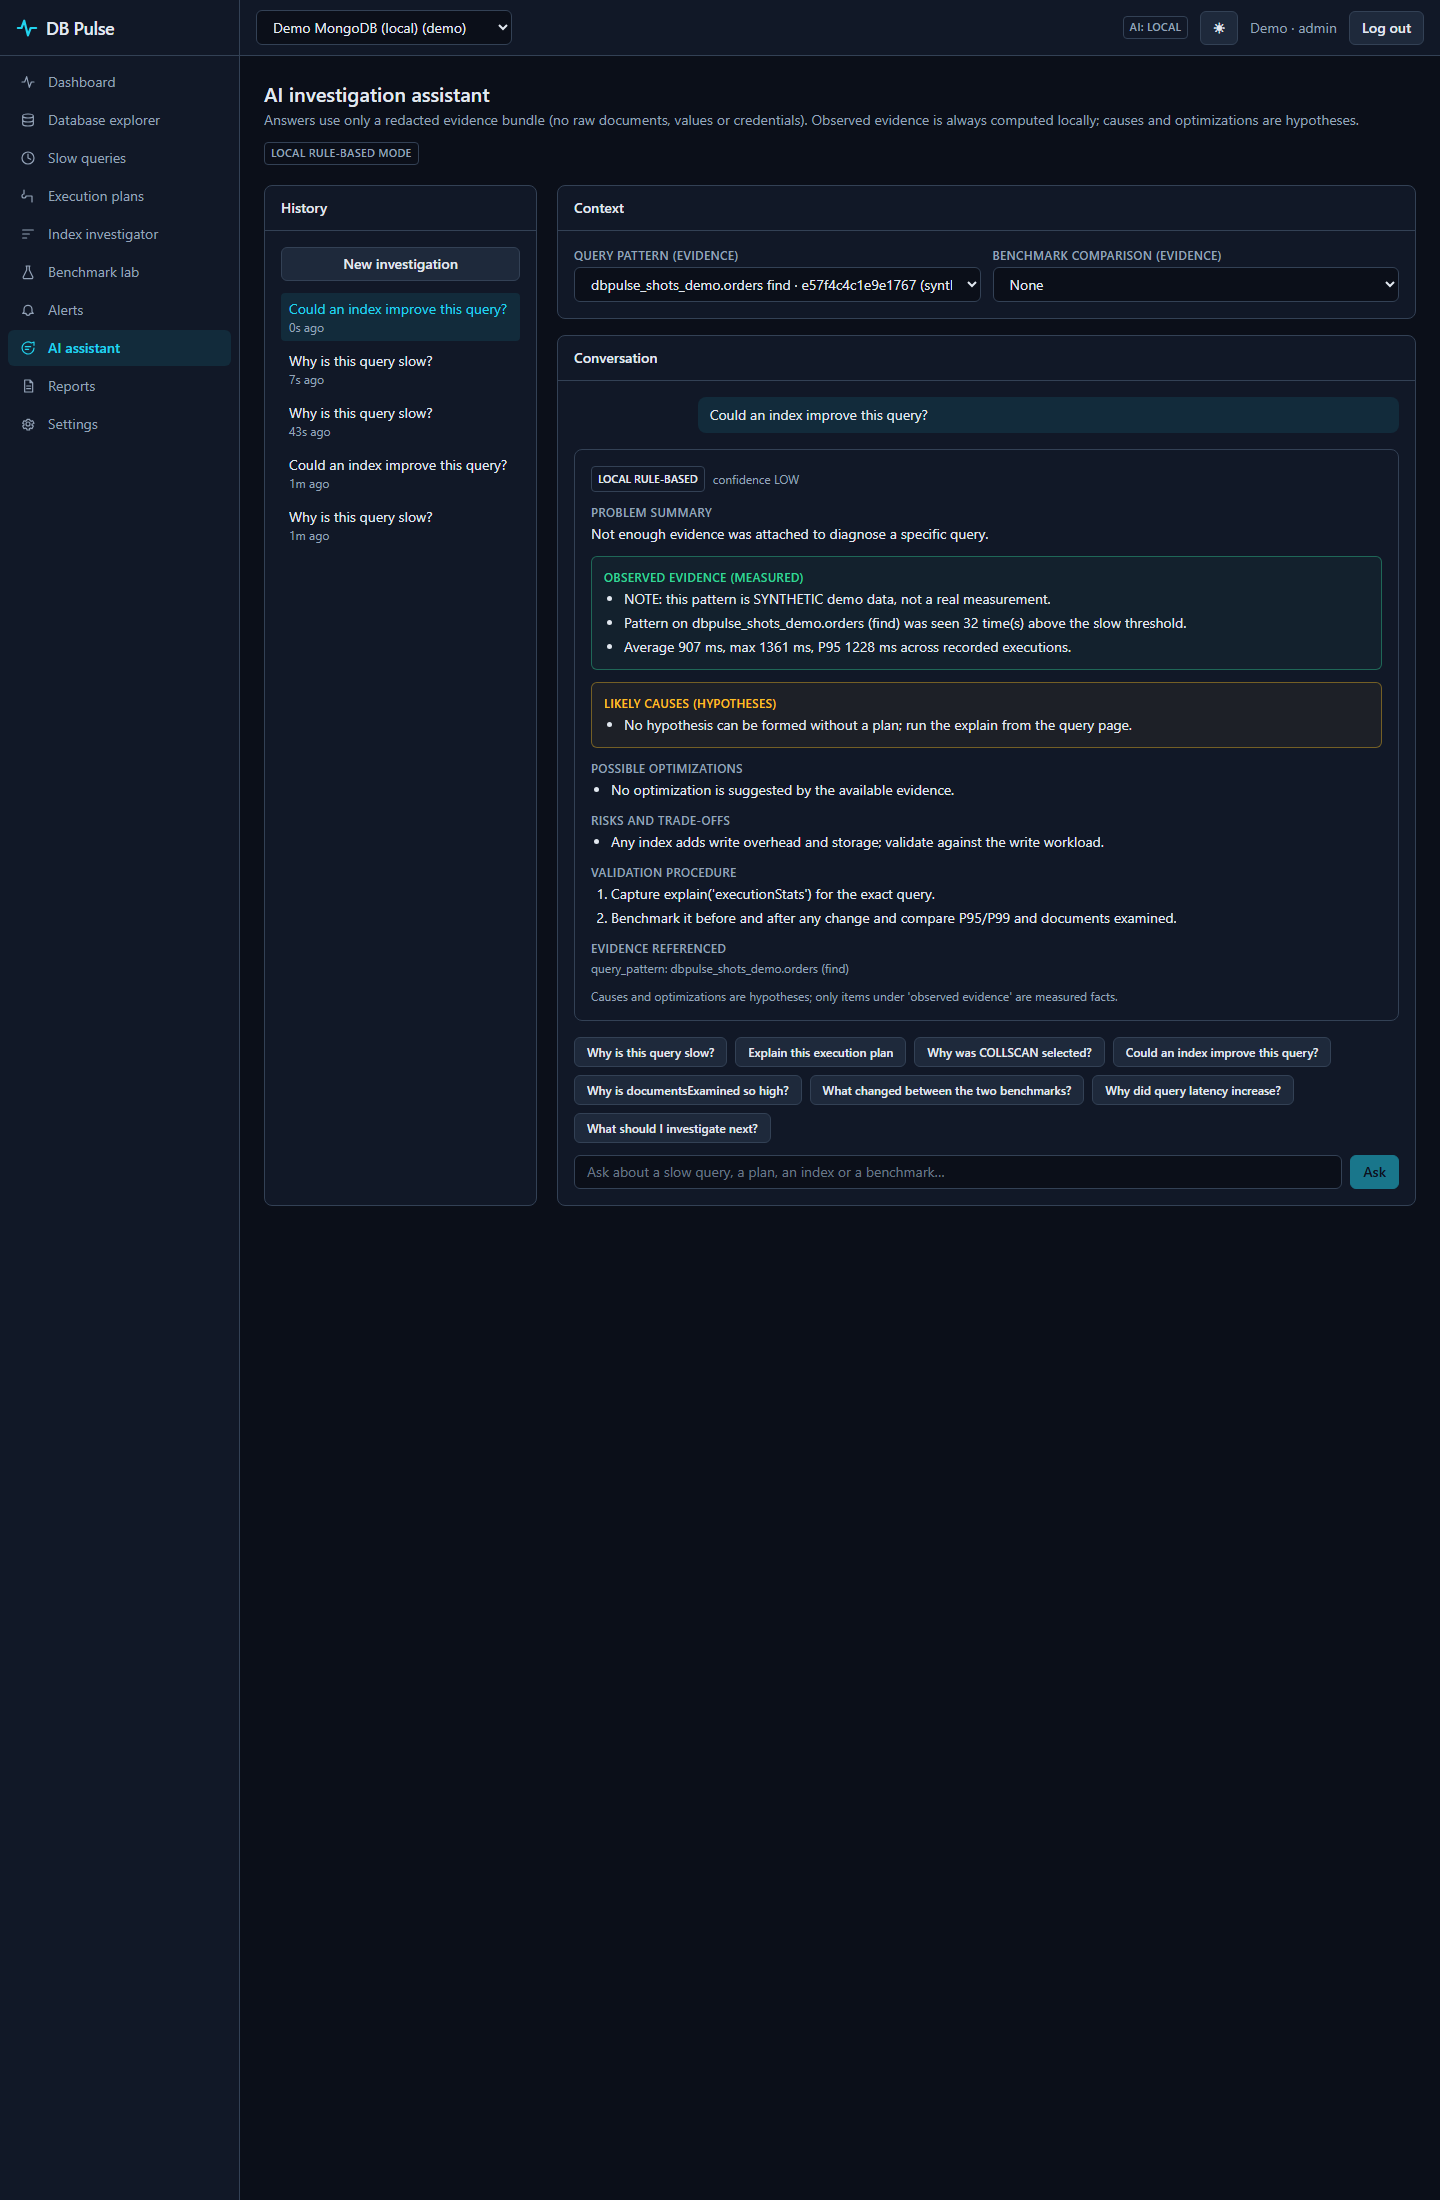 DB Pulse
Demo MongoDB (local) (demo)
AI: LOCAL
Demo · admin
Log out
Dashboard
Database explorer
Slow queries
Execution plans
Index investigator
Benchmark lab
Alerts
AI assistant
Reports
Settings
AI investigation assistant
Answers use only a redacted evidence bundle (no raw documents, values or credentials). Observed evidence is always computed locally; causes and optimizations are hypotheses.
LOCAL RULE-BASED MODE
History
New investigation
Could an index improve this query?
0s ago
Why is this query slow?
7s ago
Why is this query slow?
43s ago
Could an index improve this query?
1m ago
Why is this query slow?
1m ago
Context
QUERY PATTERN (EVIDENCE)
dbpulse_shots_demo.orders find · e57f4c4c1e9e1767 (synt
BENCHMARK COMPARISON (EVIDENCE)
None
Conversation
Could an index improve this query?
LOCAL RULE-BASED
confidence LOW
PROBLEM SUMMARY
Not enough evidence was attached to diagnose a specific query.
OBSERVED EVIDENCE (MEASURED)
• NOTE: this pattern is SYNTHETIC demo data, not a real measurement.
• Pattern on dbpulse_shots_demo.orders (find) was seen 32 time(s) above the slow threshold.
• Average 907 ms, max 1361 ms, P95 1228 ms across recorded executions.
LIKELY CAUSES (HYPOTHESES)
• No hypothesis can be formed without a plan; run the explain from the query page.
POSSIBLE OPTIMIZATIONS
• No optimization is suggested by the available evidence.
RISKS AND TRADE-OFFS
• Any index adds write overhead and storage; validate against the write workload.
VALIDATION PROCEDURE
1. Capture explain('executionStats') for the exact query.
2. Benchmark it before and after any change and compare P95/P99 and documents examined.
EVIDENCE REFERENCED
query_pattern: dbpulse_shots_demo.orders (find)
Causes and optimizations are hypotheses; only items under 'observed evidence' are measured facts.
Why is this query slow?
Explain this execution plan
Why was COLLSCAN selected?
Could an index improve this query?
Why is documentsExamined so high?
What changed between the two benchmarks?
Why did query latency increase?
What should I investigate next?
Ask about a slow query, a plan, an index or a benchmark...
Ask